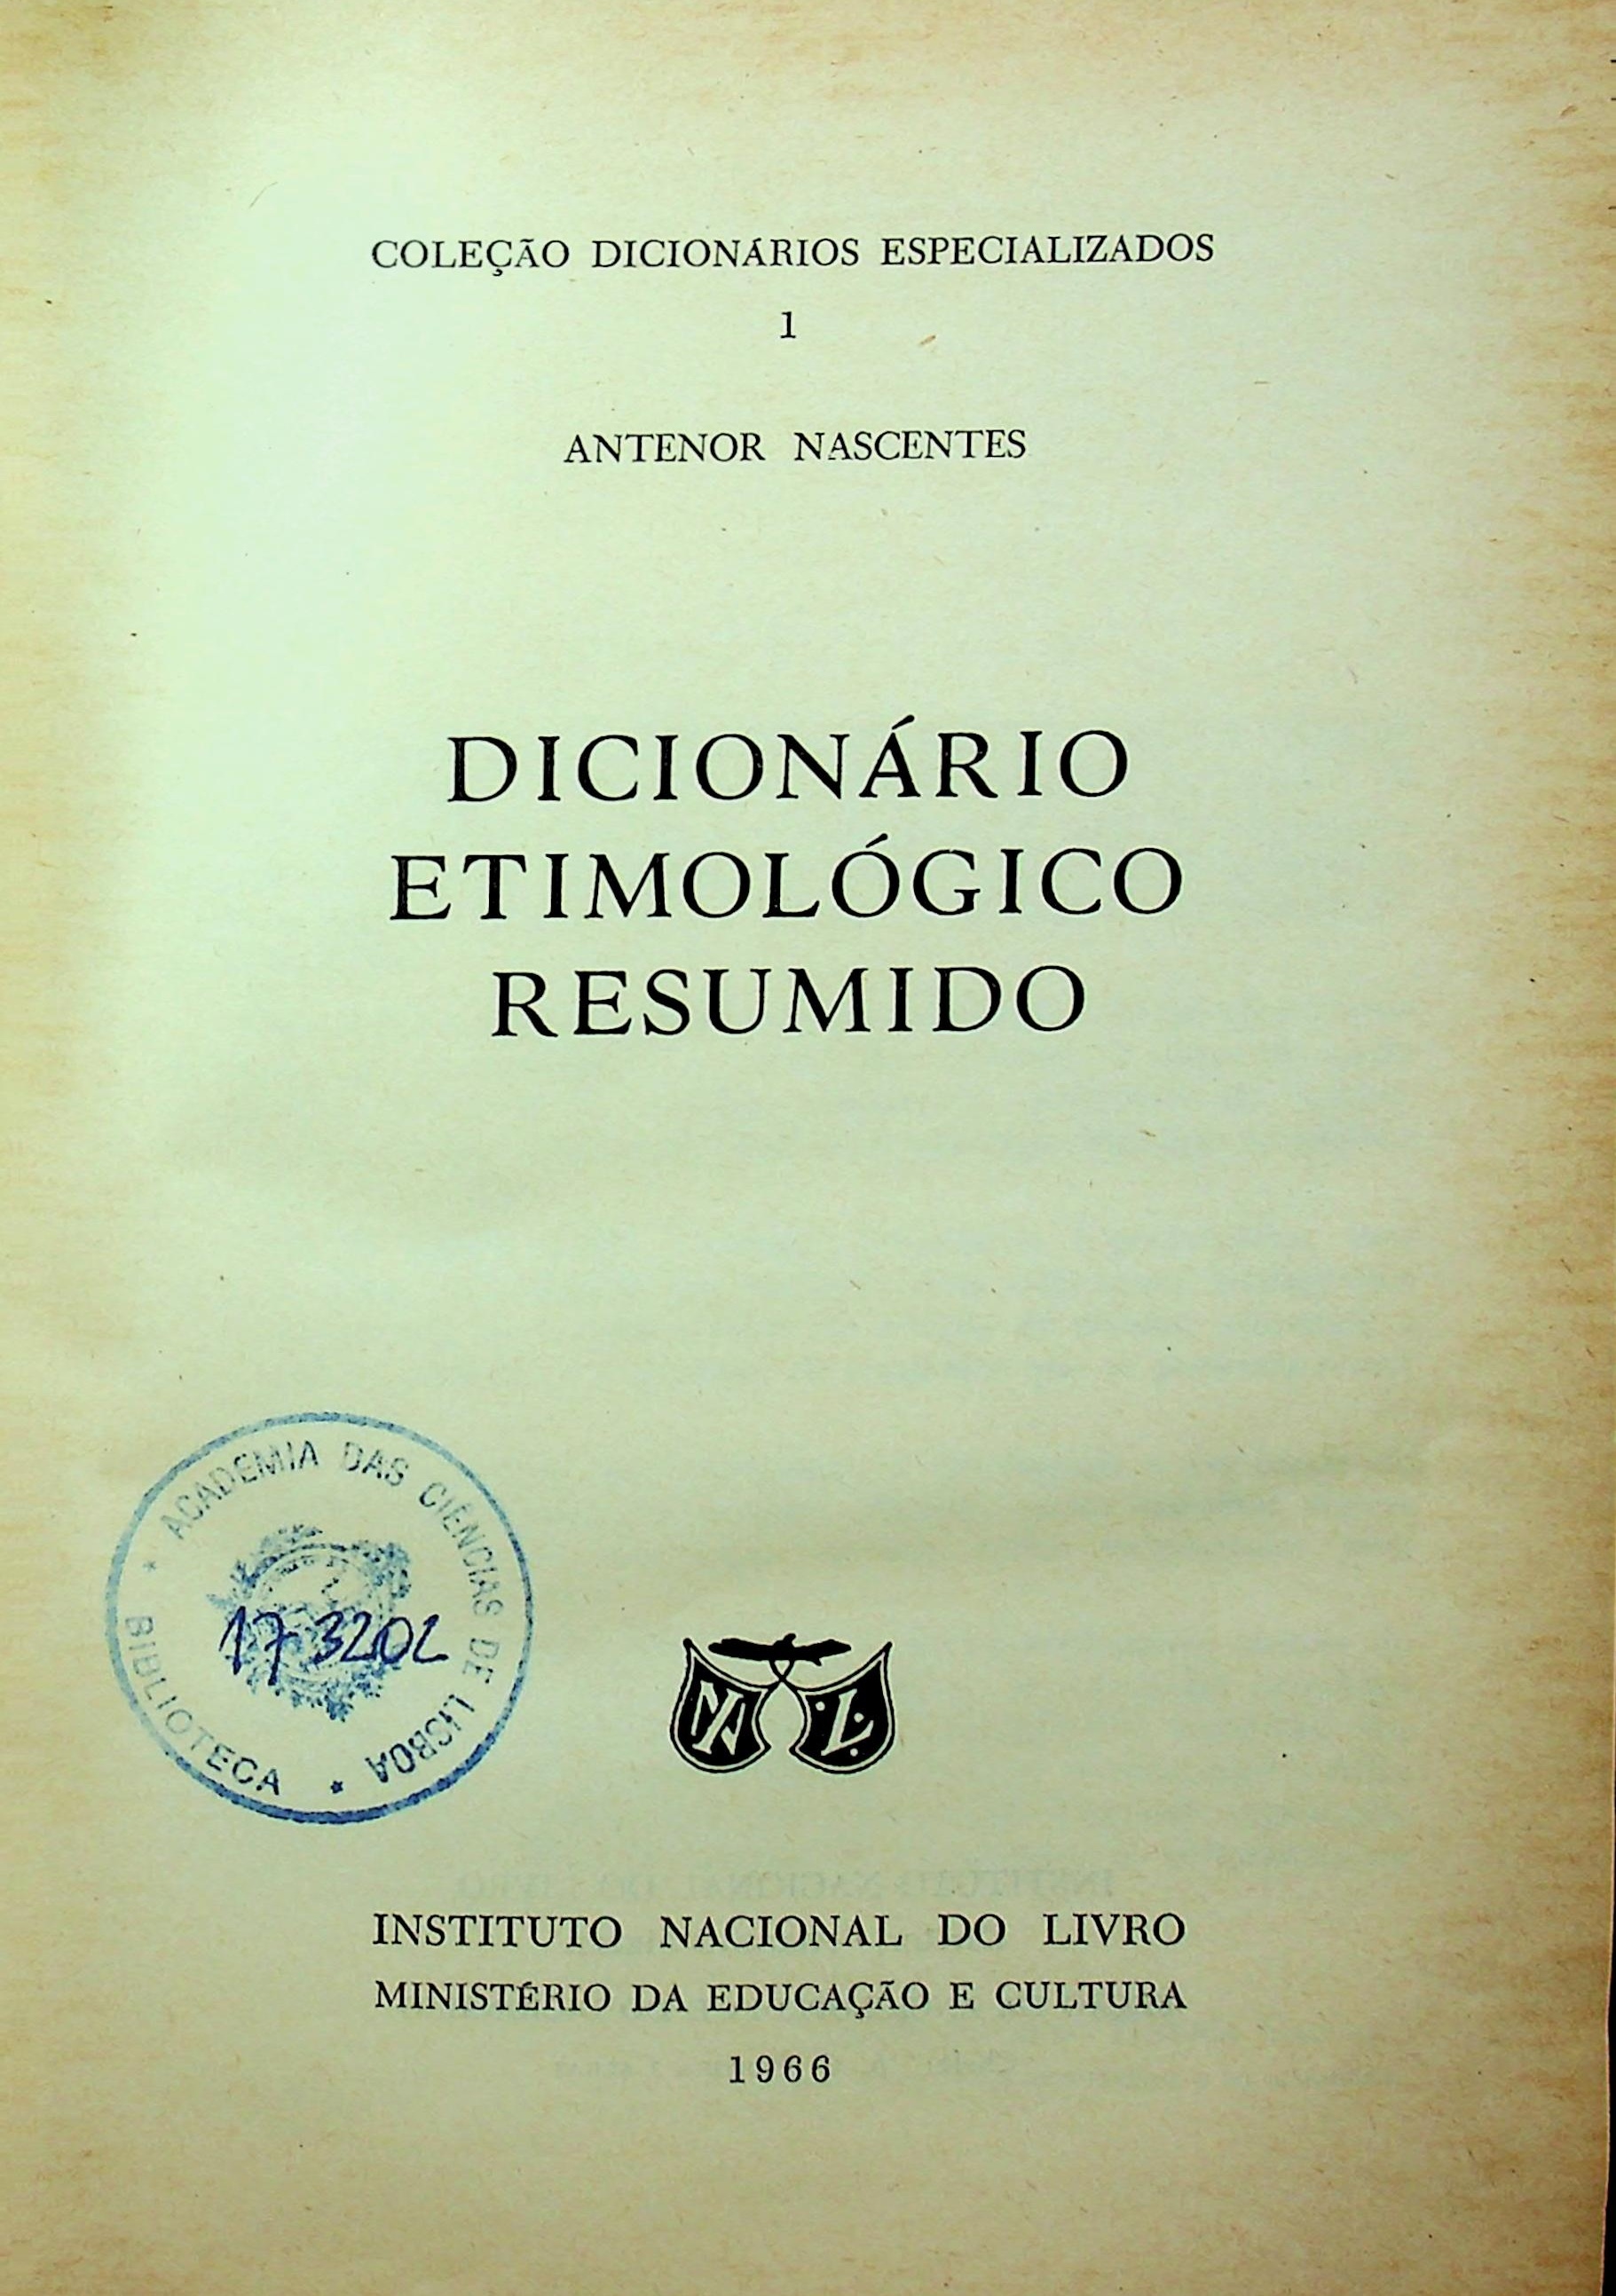 COLEÇÃO DICIONÁRIOS ESPECIALIZADOS
1
ANTENOR NASCENTES
DICIONÁRIO
ETIMOLÓGICO
RESUMIDO
ACADEMIA DAS CIÊNCIAS DE LISBOA
17-3202
* BIBLIOTECA *
INSTITUTO NACIONAL DO LIVRO
MINISTÉRIO DA EDUCAÇÃO E CULTURA
1966